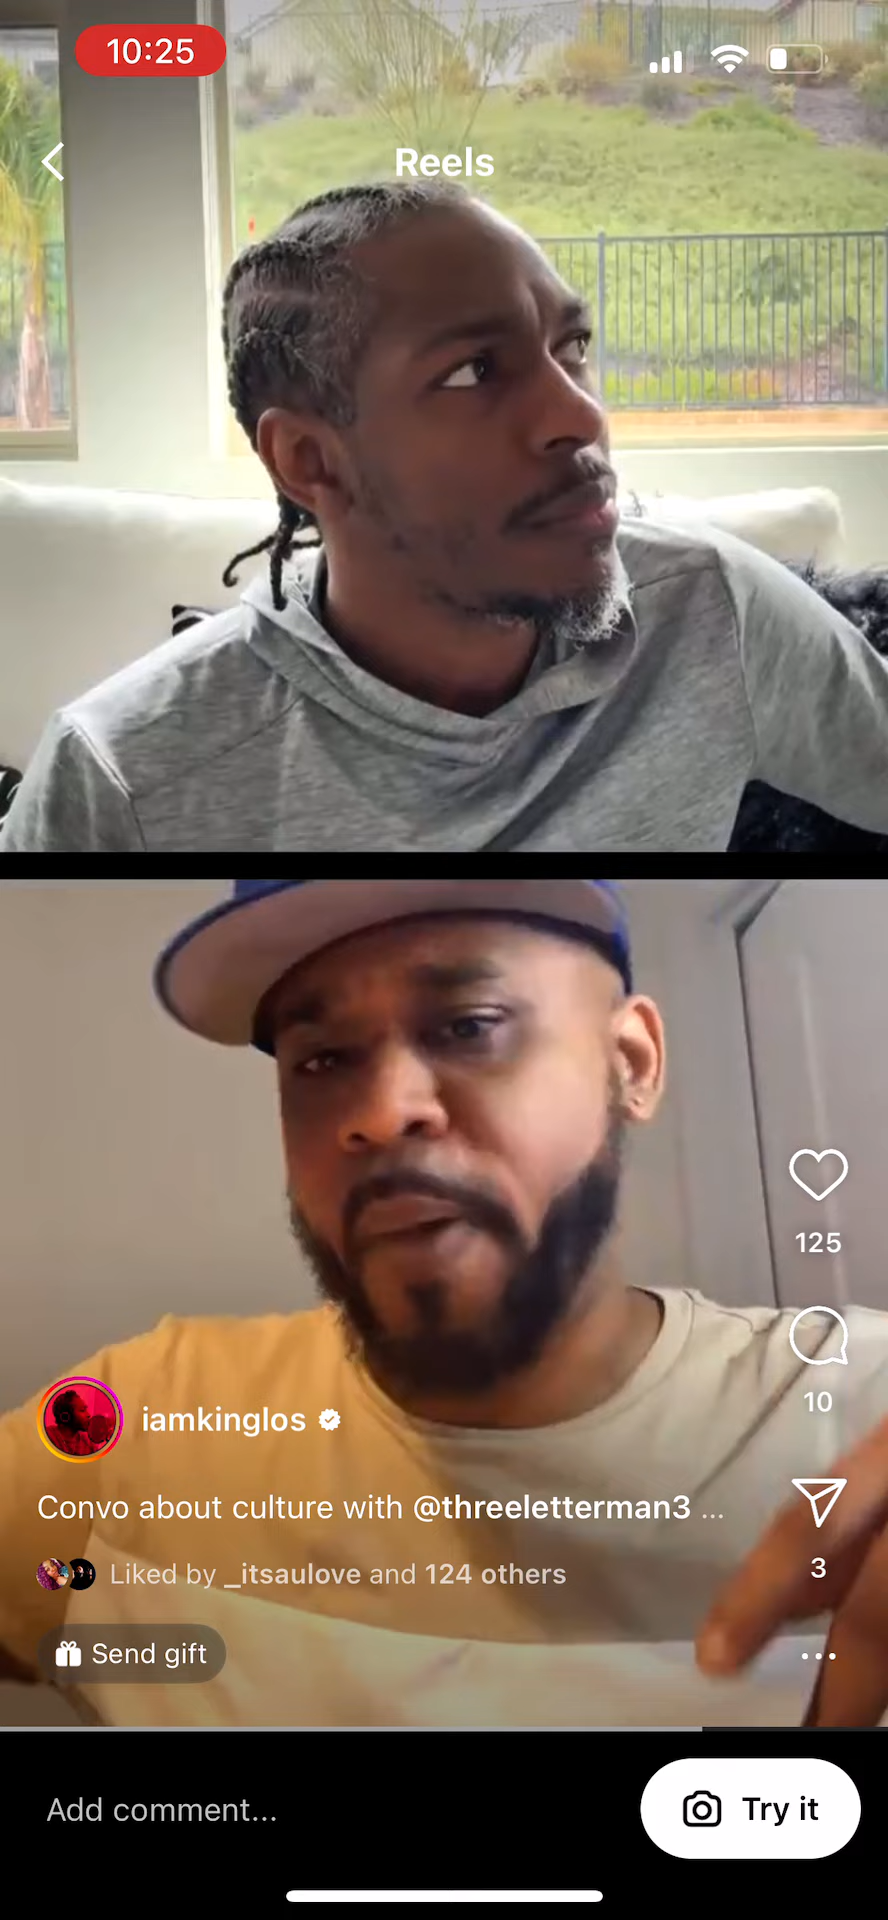 10:25
Reels
125
10
iamkinglos
Convo about culture with @threeletterman3 ...
3
Liked by _itsaulove and 124 others
Send gift
Add comment...
Try it